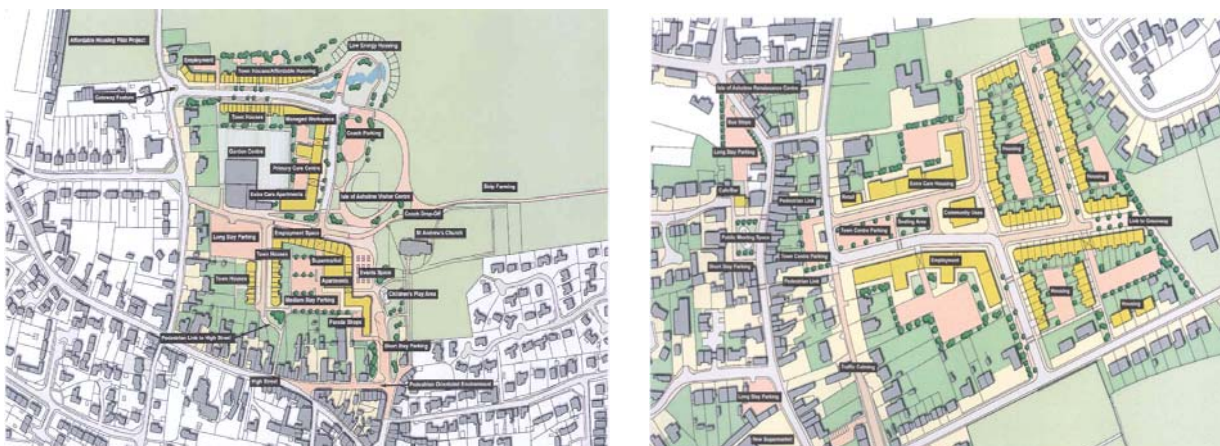 Affordable Housing Pilot Project
Low Energy Housing
Employment
Town Houses/Affordable Housing
Gateway Feature
Town Houses
Managed Workspace
Coach Parking
Garden Centre
Primary Care Centre
Extra Care Apartments
Isle of Axholme Visitor Centre
Strip Farming
Coach Drop-Off
Long Stay Parking
Employment Space
St Andrew's Church
Town Houses
Supermarket
Events Space
Town Houses
Apartments
Children's Play Area
Medium Stay Parking
Parade Shops
Pedestrian Link to High Street
Short Stay Parking
High Street
Pedestrian Orientated Environment
Isle of Axholme Renaissance Centre
Bus Stops
Long Stay Parking
Housing
Housing
Extra Care Housing
Cafe/Bar
Pedestrian Link
Retail
Community Uses
Link to Greenway
Seating Area
Town Centre Parking
Public Meeting Space
Town Centre Parking
Short Stay Parking
Employment
Pedestrian Link
Housing
Housing
Traffic Calming
Long Stay Parking
New Supermarket